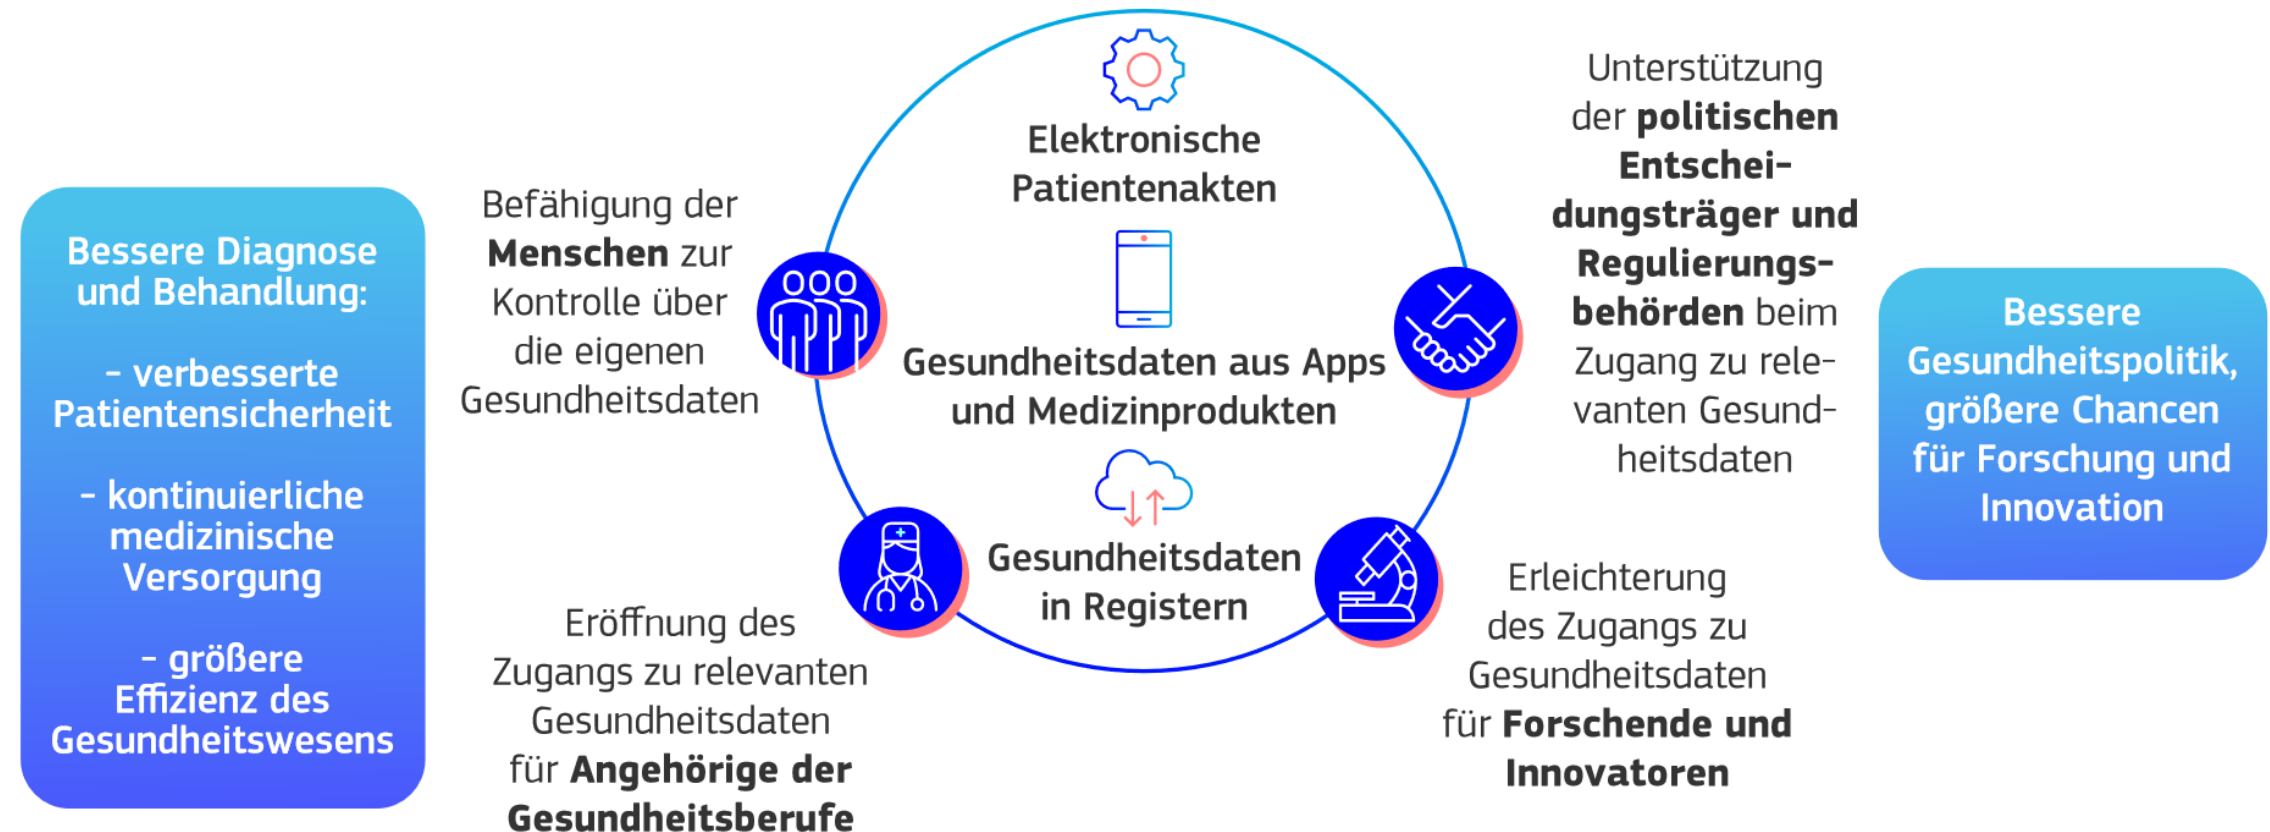 Bessere Diagnose
und Behandlung:
- verbesserte
Patientensicherheit
- kontinuierliche
medizinische
Versorgung
- größere
Effizienz des
Gesundheitswesens
Befähigung der
Menschen zur
Kontrolle über
die eigenen
Gesundheitsdaten
Eröffnung des
Zugangs zu relevanten
Gesundheitsdaten
für Angehörige der
Gesundheitsberufe
Elektronische
Patientenakten
Gesundheitsdaten aus Apps
und Medizinprodukten
Gesundheitsdaten
in Registern
Unterstützung
der politischen
Entschei-
dungsträger und
Regulierungs-
behörden beim
Zugang zu rele-
vanten Gesund-
heitsdaten
Erleichterung
des Zugangs zu
Gesundheitsdaten
für Forschende und
Innovatoren
Bessere
Gesundheitspolitik,
größere Chancen
für Forschung und
Innovation